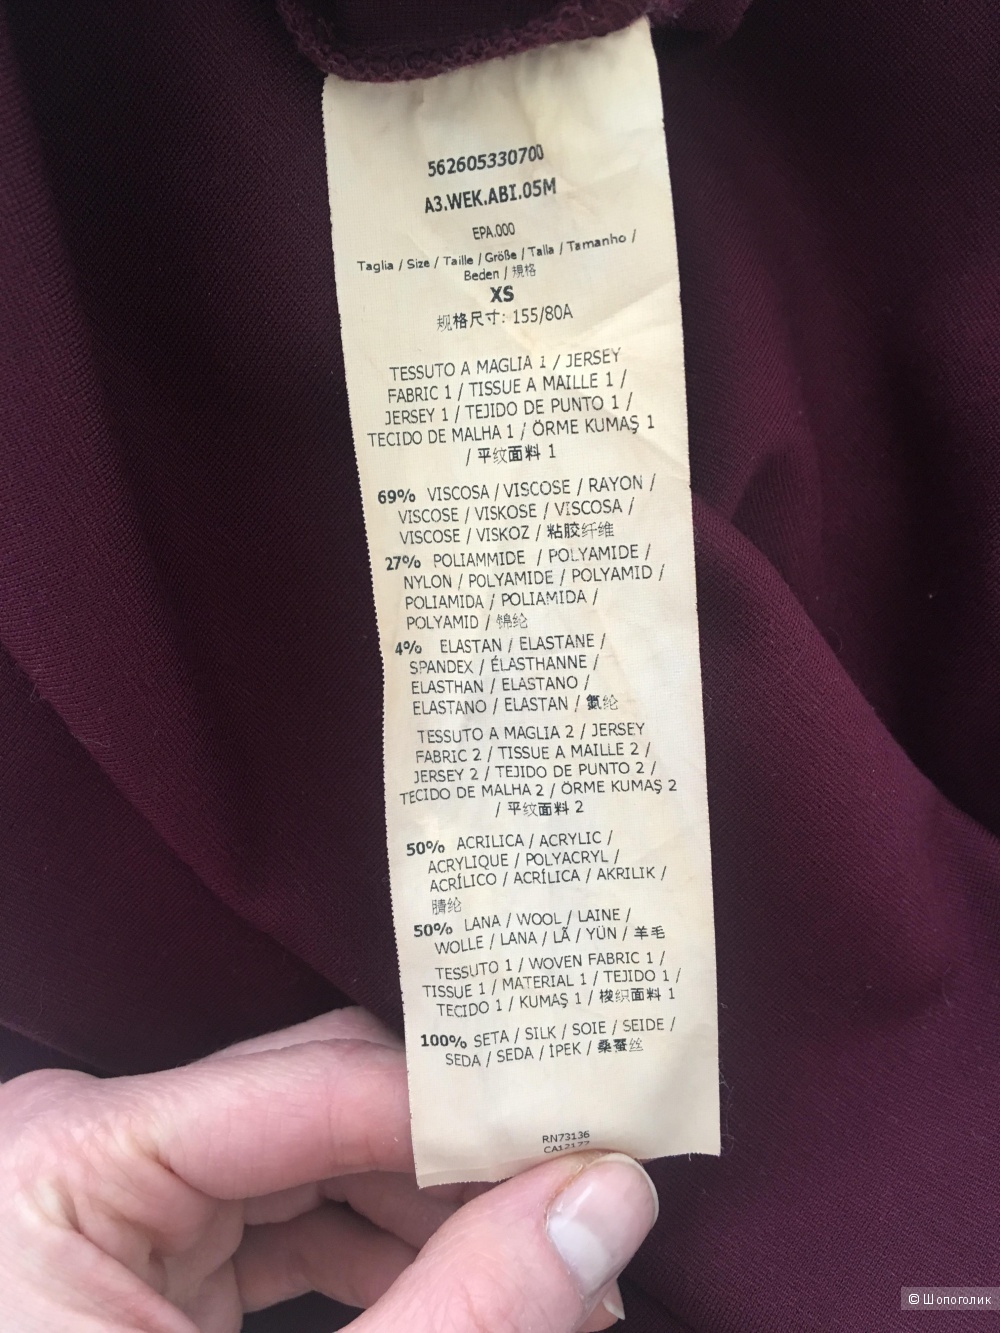 562605330700
A3.WEK.ABI.05M
EPA.000
Taglia / Size / Taille / Größe / Talla / Tamanho /
Beden / 規格
XS
规格尺寸: 155/80A
TESSUTO A MAGLIA 1 / JERSEY
FABRIC 1 / TISSUE A MAILLE 1 /
JERSEY 1 / TEJIDO DE PUNTO 1 /
TECIDO DE MALHA 1 / ÖRME KUMAŞ 1
/ 平纹面料 1
69% VISCOSA / VISCOSE / RAYON /
VISCOSE / VISKOSE / VISCOSA /
VISCOSE / VISKOZ / 粘胶纤维
27% POLIAMMIDE / POLYAMIDE /
NYLON / POLYAMIDE / POLYAMID /
POLIAMIDA / POLIAMIDA /
POLYAMID / 锦纶
4% ELASTAN / ELASTANE /
SPANDEX / ÉLASTHANNE /
ELASTHAN / ELASTANO /
ELASTANO / ELASTAN / 氨纶
TESSUTO A MAGLIA 2 / JERSEY
FABRIC 2 / TISSUE A MAILLE 2 /
JERSEY 2 / TEJIDO DE PUNTO 2 /
TECIDO DE MALHA 2 / ÖRME KUMAŞ 2
/ 平纹面料 2
50% ACRILICA / ACRYLIC /
ACRYLIQUE / POLYACRYL /
ACRÍLICO / ACRÍLICA / AKRILIK /
腈纶
50% LANA / WOOL / LAINE /
WOLLE / LANA / LÃ / YÜN / 羊毛
TESSUTO 1 / WOVEN FABRIC 1 /
TISSUE 1 / MATERIAL 1 / TEJIDO 1 /
TECIDO 1 / KUMAŞ 1 / 梭织面料 1
100% SETA / SILK / SOIE / SEIDE /
SEDA / SEDA / İPEK / 桑蚕丝
RN73136
CA12177
© Шопоголик